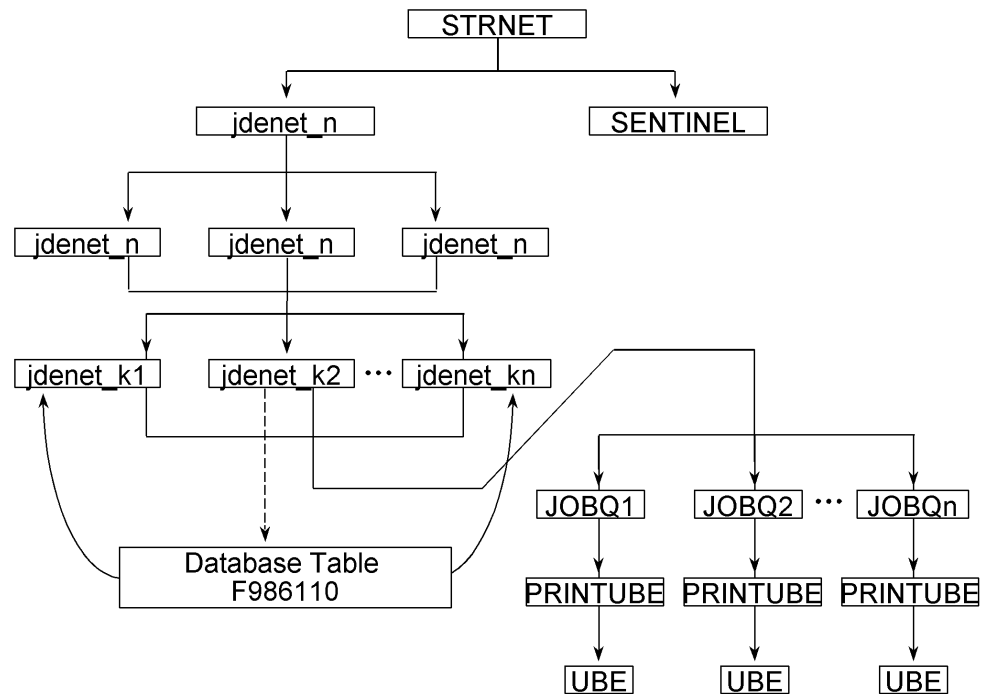 STRNET
jdenet_n
SENTINEL
jdenet_n
jdenet_n
jdenet_n
jdenet_k1
jdenet_k2
...
jdenet_kn
JOBQ1
JOBQ2
...
JOBQn
Database Table
F986110
PRINTUBE
PRINTUBE
PRINTUBE
UBE
UBE
UBE